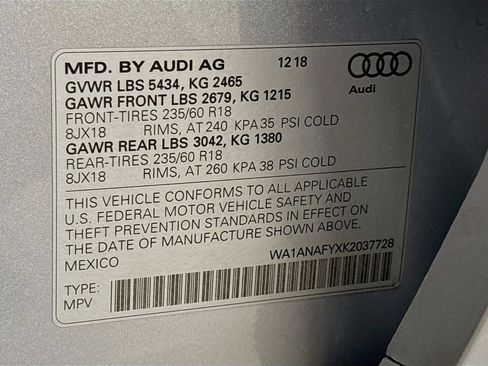 MFD. BY AUDI AG 12 18
GVWR LBS 5434, KG 2465
GAWR FRONT LBS 2679, KG 1215
FRONT-TIRES 235/60 R18
8JX18 RIMS, AT 240 KPA 35 PSI COLD
GAWR REAR LBS 3042, KG 1380
REAR-TIRES 235/60 R18
8JX18 RIMS, AT 260 KPA 38 PSI COLD
Audi
THIS VEHICLE CONFORMS TO ALL APPLICABLE
U.S. FEDERAL MOTOR VEHICLE SAFETY AND
THEFT PREVENTION STANDARDS IN EFFECT ON
THE DATE OF MANUFACTURE SHOWN ABOVE.
MEXICO WA1ANAFYXK2037728
TYPE:
MPV